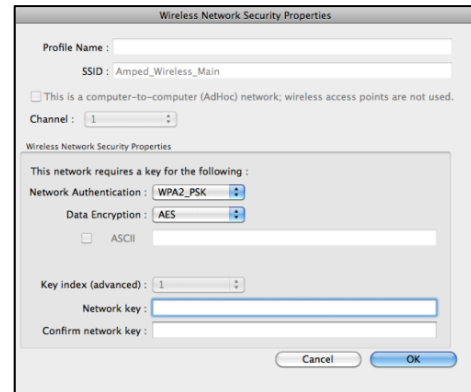 Wireless Network Security Properties
Profile Name :
SSID : Amped_Wireless_Main
This is a computer-to-computer (AdHoc) network; wireless access points are not used.
Channel : 1
Wireless Network Security Properties
This network requires a key for the following :
Network Authentication : WPA2_PSK
Data Encryption : AES
ASCII
Key index (advanced) : 1
Network key :
Confirm network key :
Cancel OK